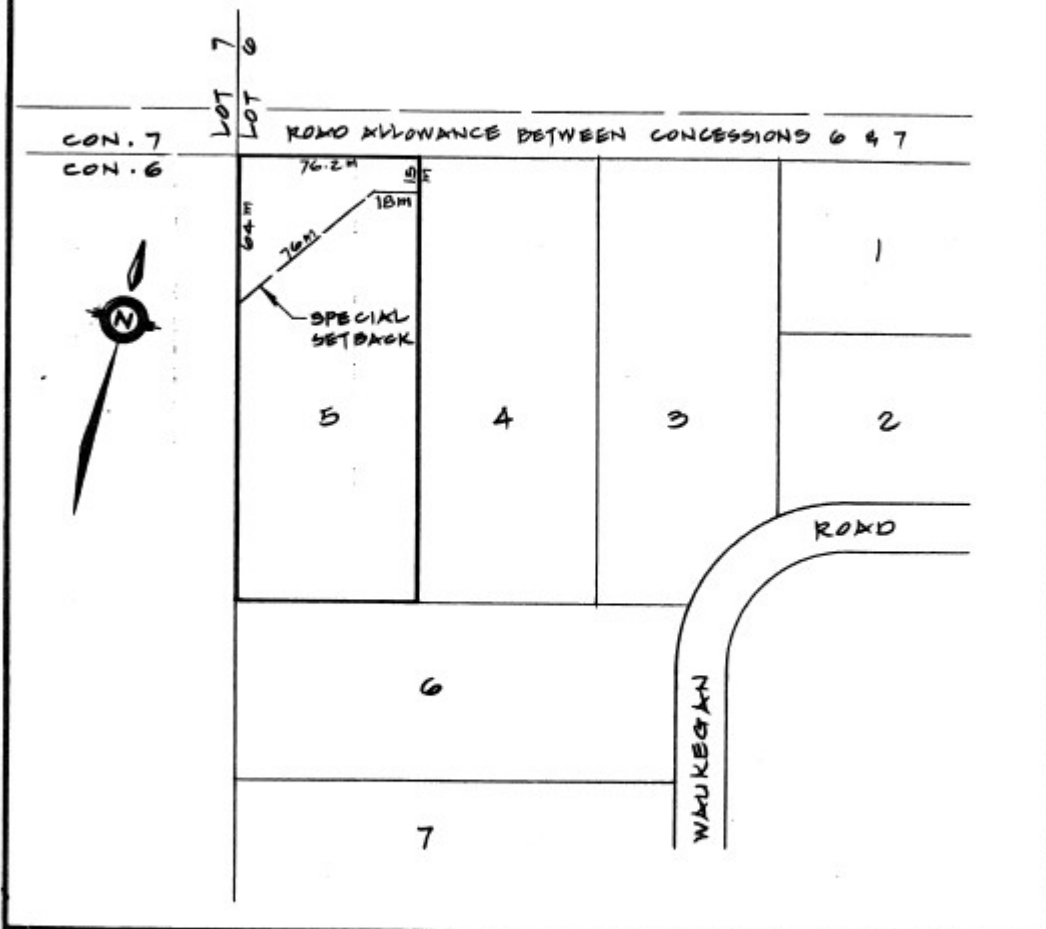 LOT 7
LOT 6
CON. 7
CON. 6
ROAD ALLOWANCE BETWEEN CONCESSIONS 6 & 7
76.2m
15m
18m
64m
76m
SPECIAL
SETBACK
N
1
5
4
3
2
ROAD
6
WAUKEGAN
7